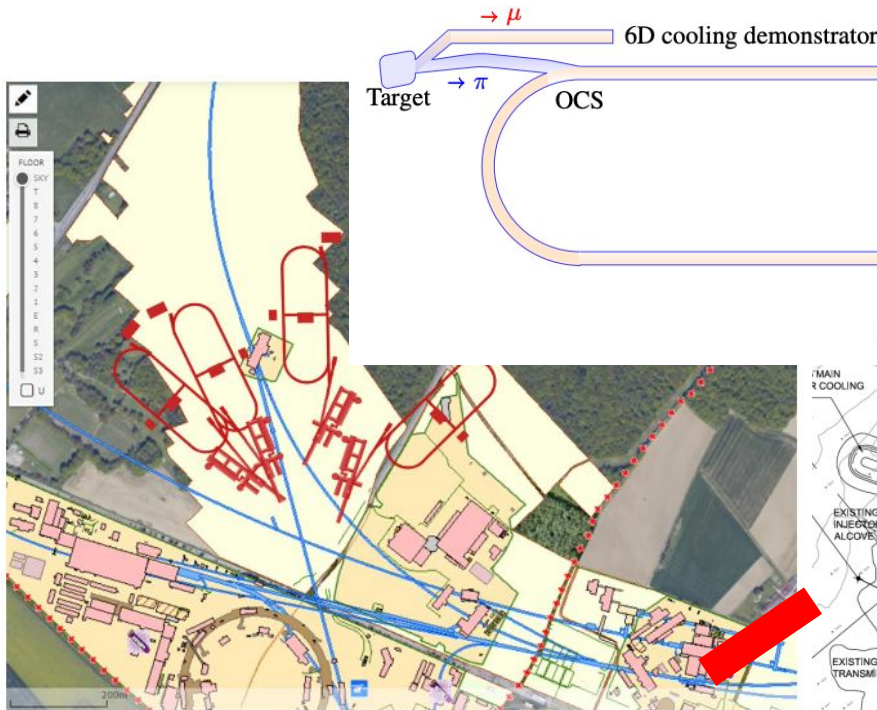 → μ
6D cooling demonstrator
Target
→ π
OCS
FLOOR
SKY
T
8
7
6
5
4
3
2
1
E
R
S
S2
S3
U
200m
MAIN
R COOLING
EXISTING
INJECTO
ALCOVE
EXISTING
TRANSMI